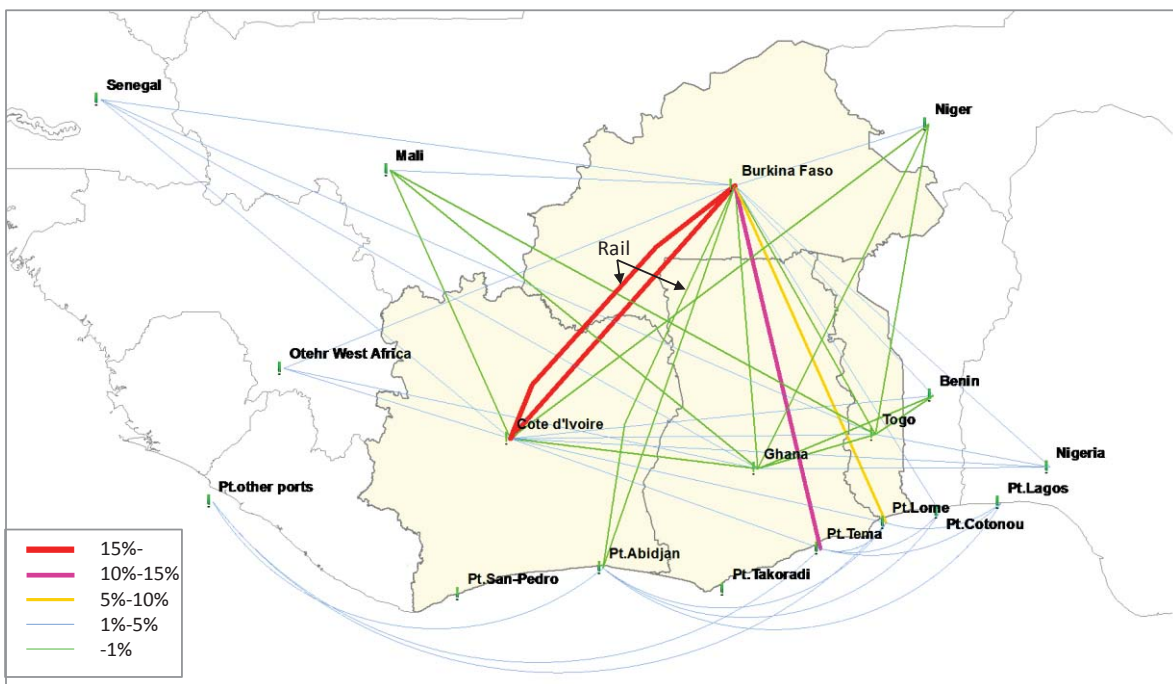 Senegal
Niger
Mali
Burkina Faso
Rail
Otehr West Africa
Benin
Cote d'Ivoire
Togo
Ghana
Nigeria
Pt.other ports
Pt.Lagos
Pt.Lome
Pt.Cotonou
Pt.Tema
Pt.Abidjan
Pt.Takoradi
Pt.San-Pedro
15%-
10%-15%
5%-10%
1%-5%
-1%